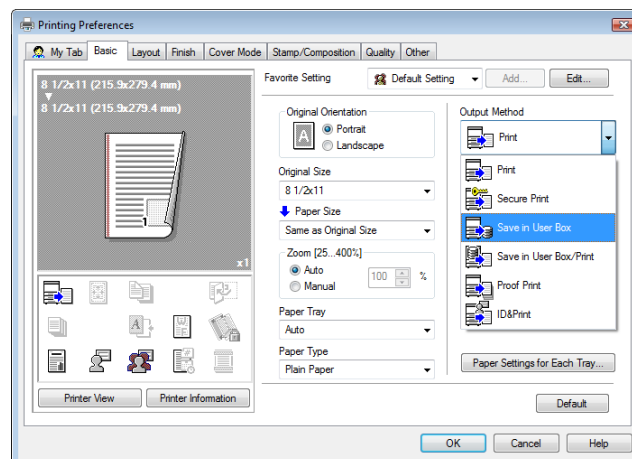 Printing Preferences
My Tab
Basic
Layout
Finish
Cover Mode
Stamp/Composition
Quality
Other
8 1/2x11 (215.9x279.4 mm)
8 1/2x11 (215.9x279.4 mm)
1
x1
Printer View
Printer Information
Favorite Setting
Default Setting
Add...
Edit...
Original Orientation
A
Portrait
Landscape
Original Size
8 1/2x11
Paper Size
Same as Original Size
Zoom [25...400%]
Auto
Manual
100
%
Paper Tray
Auto
Paper Type
Plain Paper
Output Method
Print
Print
Secure Print
Save in User Box
Save in User Box/Print
Proof Print
ID&Print
Paper Settings for Each Tray...
Default
OK
Cancel
Help